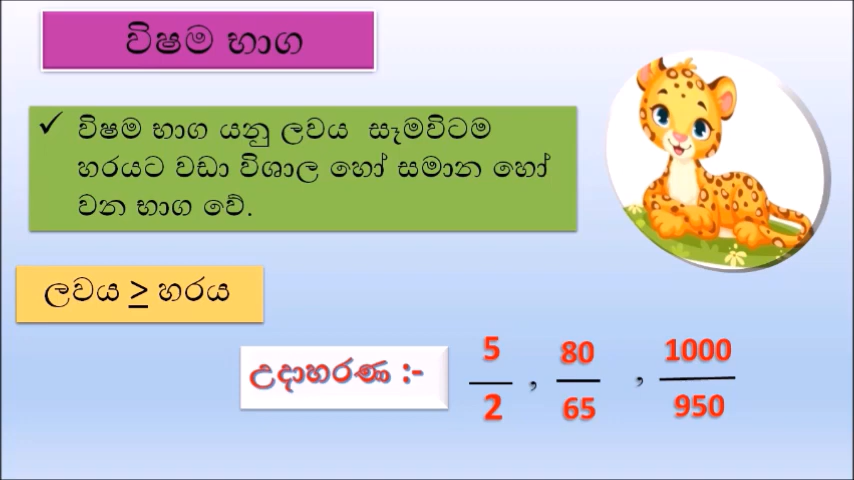 විෂම භාග
✓ විෂම භාග යනු ලවය සෑමවිටම
හරයට වඩා විශාල හෝ සමාන හෝ
වන භාග වේ.
ලවය ≥ හරය
උදාහරණ :- 5/2 , 80/65 , 1000/950